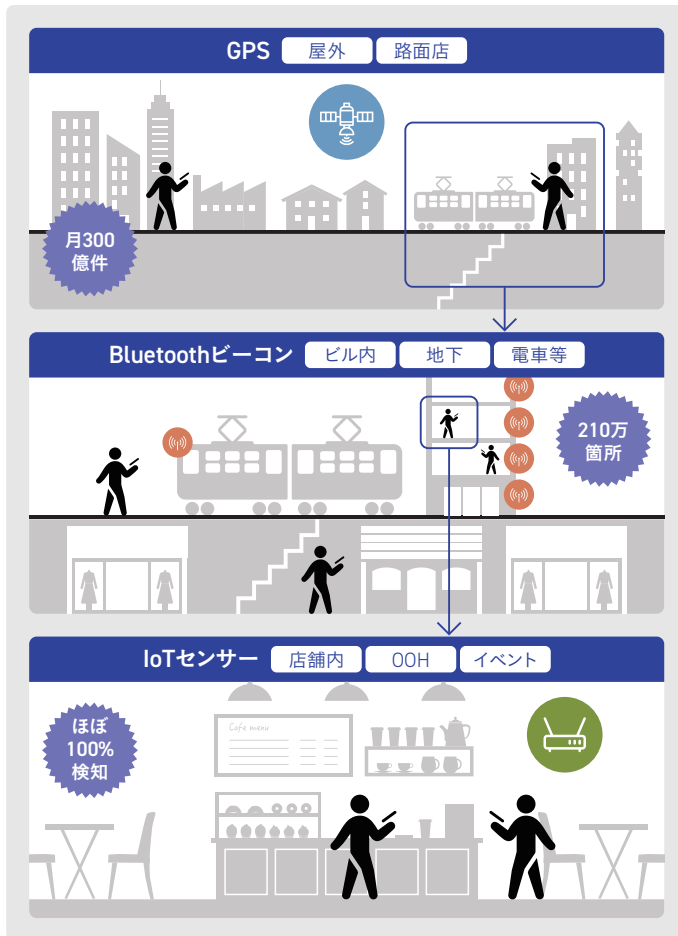 GPS 屋外 路面店
月300
億件
Bluetoothビーコン ビル内 地下 電車等
210万
箇所
IoTセンサー 店舗内 OOH イベント
ほぼ
100%
検知
Cafe menu